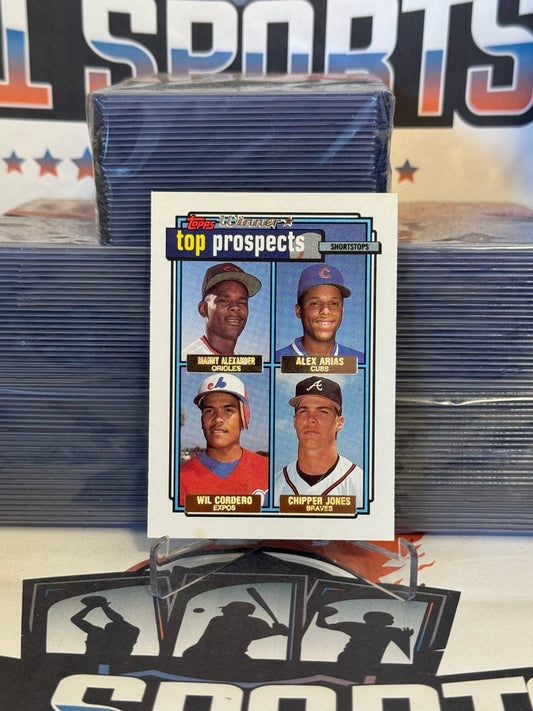 1 SPORTS
Topps Winner
top prospects
SHORTSTOPS
MANNY ALEXANDER
ORIOLES
C
ALEX ARIAS
CUBS
A
WIL CORDERO
EXPOS
CHIPPER JONES
BRAVES
SPORTS